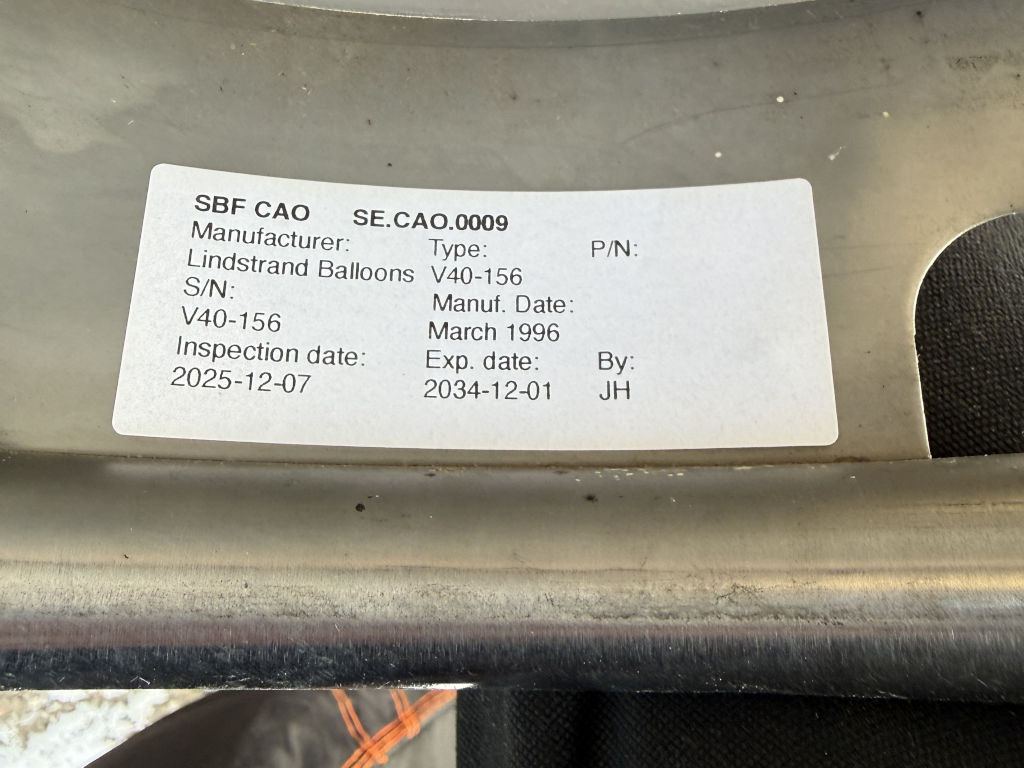 SBF CAO SE.CAO.0009
Manufacturer: Type: P/N:
Lindstrand Balloons V40-156
S/N: Manuf. Date:
V40-156 March 1996
Inspection date: Exp. date: By:
2025-12-07 2034-12-01 JH